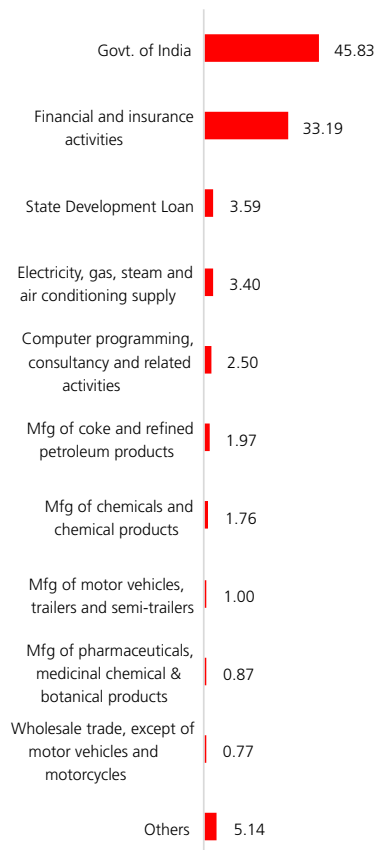 Govt. of India 45.83
Financial and insurance
activities 33.19
State Development Loan 3.59
Electricity, gas, steam and
air conditioning supply 3.40
Computer programming,
consultancy and related
activities 2.50
Mfg of coke and refined
petroleum products 1.97
Mfg of chemicals and
chemical products 1.76
Mfg of motor vehicles,
trailers and semi-trailers 1.00
Mfg of pharmaceuticals,
medicinal chemical &
botanical products 0.87
Wholesale trade, except of
motor vehicles and
motorcycles 0.77
Others 5.14